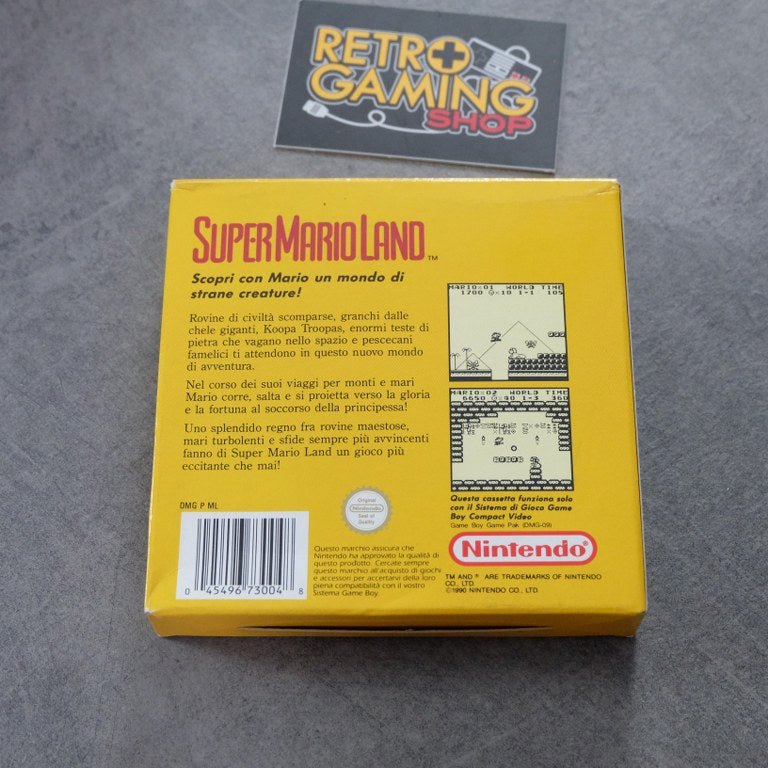 RETRO
GAMING
SHOP
SUPER MARIO LAND™
Scopri con Mario un mondo di
strane creature!
Rovine di civiltà scomparse, granchi dalle
chele giganti, Koopa Troopas, enormi teste di
pietra che vagano nello spazio e pescecani
famelici ti attendono in questo nuovo mondo
di avventura.
Nel corso dei suoi viaggi per monti e mari
Mario corre, salta e si proietta verso la gloria
e la fortuna al soccorso della principessa!
Uno splendido regno fra rovine maestose,
mari turbolenti e sfide sempre più avvincenti
fanno di Super Mario Land un gioco più
eccitante che mai!
MARIO×01 WORLD TIME
1700 ×10 1-1 105
MARIO×02 WORLD TIME
6650 ×90 1-3 360
Questa cassetta funziona solo
con il Sistema di Gioco Game
Boy Compact Video
Game Boy Game Pak (DMG-09)
DMG P ML
0 45496 73004 8
Original
Nintendo
Seal of
Quality
Questo marchio assicura che
Nintendo ha approvato la qualità di
questo prodotto. Cercate sempre
questo marchio all'acquisto di giochi
e accessori per accertarvi della loro
piena compatibilità con il vostro
Sistema Game Boy.
Nintendo®
TM AND ® ARE TRADEMARKS OF NINTENDO
CO., LTD.
©1990 NINTENDO CO., LTD.